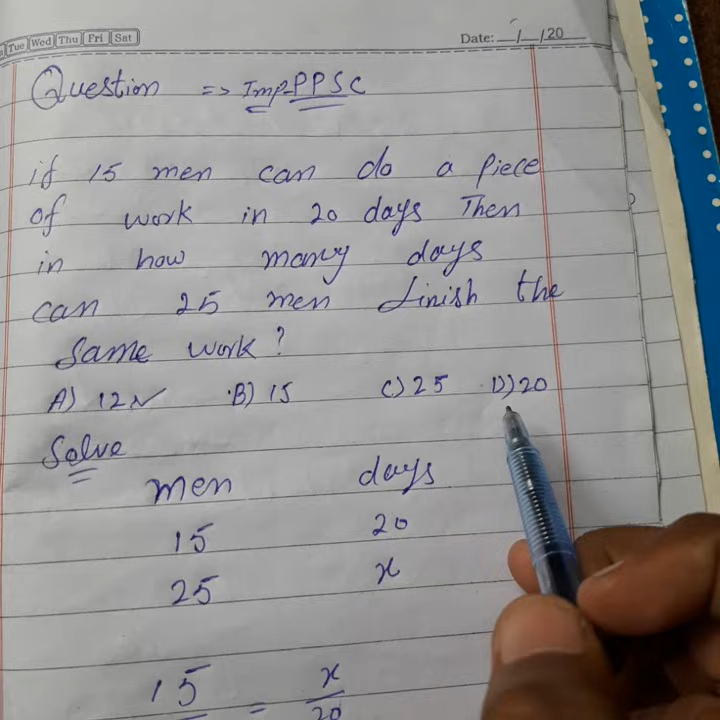 Tue Wed Thu Fri Sat
Date: __/__/20
Question => Imp-PPSC
if 15 men can do a piece
of work in 20 days Then
in how many days
can 25 men finish the
Same work?
A) 12 ✓ B) 15 C) 25 D) 20
Solve
men days
15 20
25 x
15 = x
20